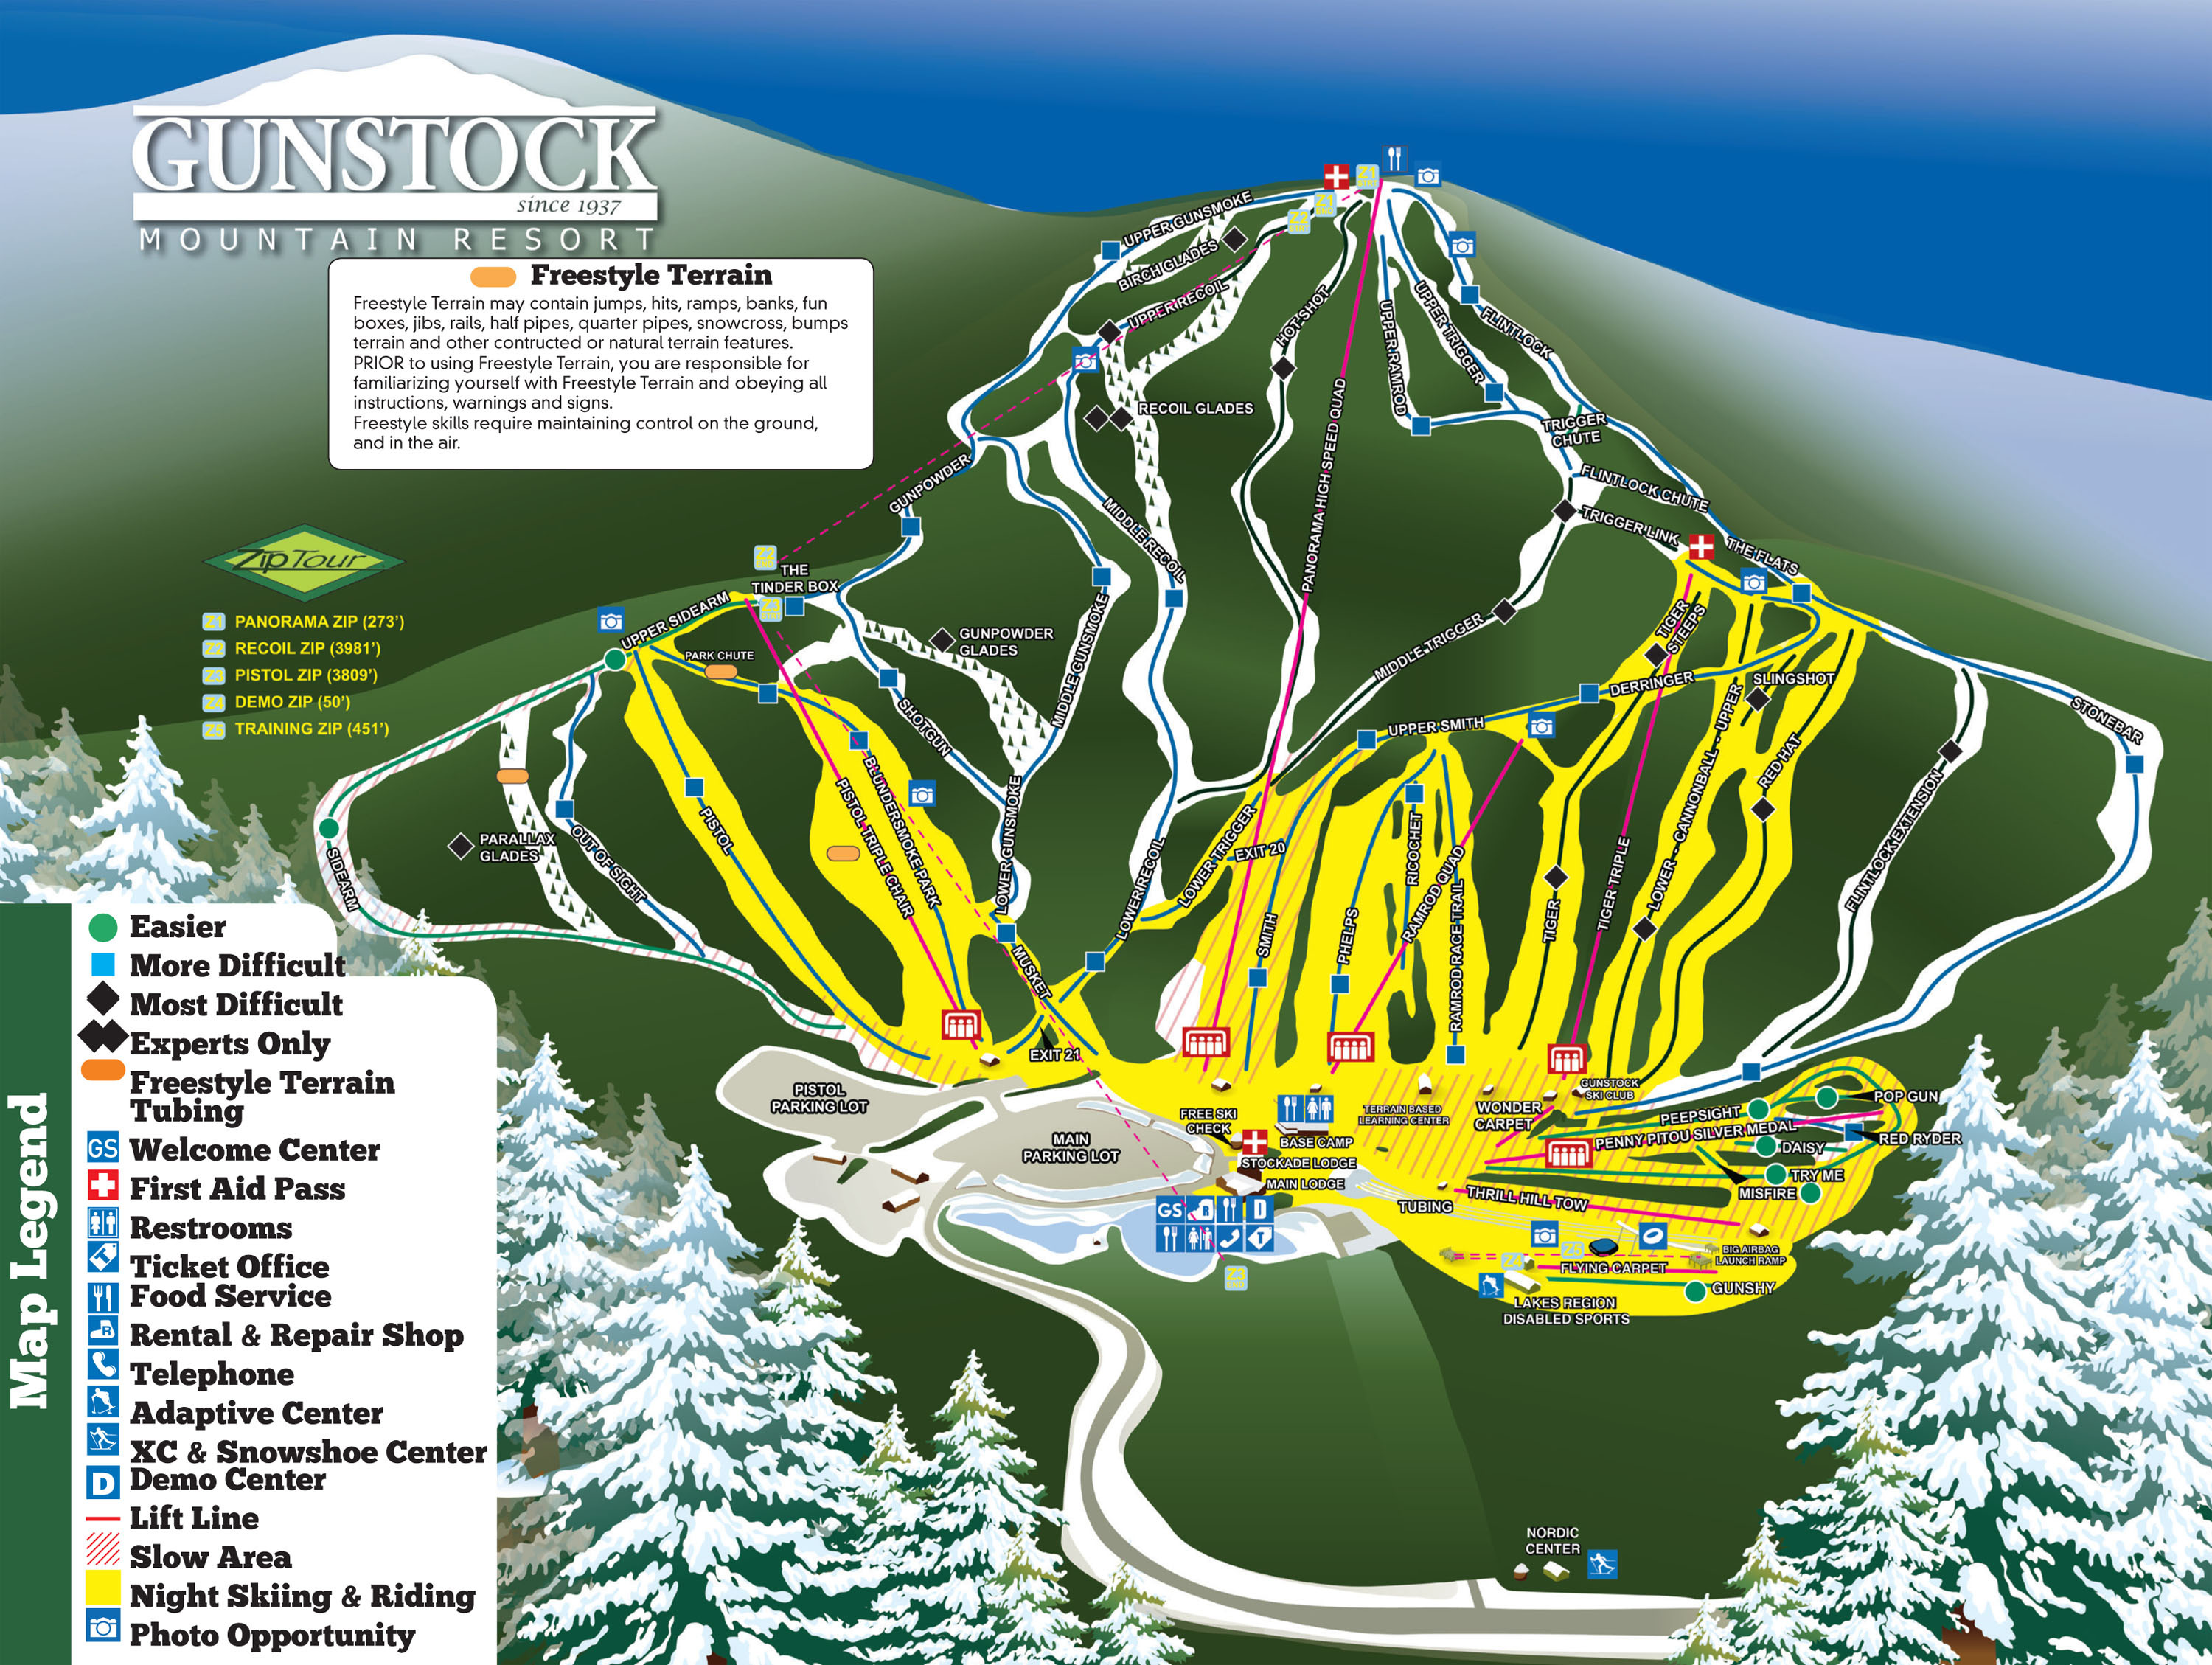 GUNSTOCK
since 1937
MOUNTAIN RESORT
Freestyle Terrain
Freestyle Terrain may contain jumps, hits, ramps, banks, fun
boxes, jibs, rails, half pipes, quarter pipes, snowcross, bumps
terrain and other contructed or natural terrain features.
PRIOR to using Freestyle Terrain, you are responsible for
familiarizing yourself with Freestyle Terrain and obeying all
instructions, warnings and signs.
Freestyle skills require maintaining control on the ground,
and in the air.
ZipTour
Z1 PANORAMA ZIP (273')
Z2 RECOIL ZIP (3981')
Z3 PISTOL ZIP (3809')
Z4 DEMO ZIP (50')
Z5 TRAINING ZIP (451')
Z1
Z1
Z2
UPPER GUNSMOKE
BIRCH GLADES
UPPER RECOIL
RECOIL GLADES
HOT SHOT
PANORAMA HIGH SPEED QUAD
UPPER RAMROD
UPPER TRIGGER
FLINTLOCK
TRIGGER
CHUTE
FLINTLOCK CHUTE
TRIGGER LINK
THE FLATS
GUNPOWDER
MIDDLE RECOIL
Z2
END
THE
TINDER BOX
Z3
UPPER SIDEARM
PARK CHUTE
GUNPOWDER
GLADES
MIDDLE GUNSMOKE
MIDDLE TRIGGER
TIGER
STEEPS
SLINGSHOT
DERRINGER
UPPER SMITH
SHOTGUN
STONEBAR
PISTOL
PISTOL TRIPLE CHAIR
BLUNDERSMOKE PARK
LOWER GUNSMOKE
LOWER RECOIL
LOWER TRIGGER
EXIT 20
SMITH
PHELPS
RICOCHET
RAMROD QUAD
RAMROD RACE TRAIL
TIGER
TIGER TRIPLE
LOWER - CANNONBALL - UPPER
RED HAT
FLINTLOCK EXTENSION
PARALLAX
GLADES
OUT OF SIGHT
SIDEARM
MUSKET
EXIT 21
PISTOL
PARKING LOT
MAIN
PARKING LOT
FREE SKI
CHECK
BASE CAMP
STOCKADE LODGE
MAIN LODGE
TERRAIN BASED
LEARNING CENTER
WONDER
CARPET
GUNSTOCK
SKI CLUB
PEEPSIGHT
POP GUN
PENNY PITOU SILVER MEDAL
RED RYDER
DAISY
TRY ME
MISFIRE
THRILL HILL TOW
TUBING
GS R D
T
Z3
END
Z5
Z4
FLYING CARPET
BIG AIRBAG
LAUNCH RAMP
GUNSHY
LAKES REGION
DISABLED SPORTS
NORDIC
CENTER
Map Legend
Easier
More Difficult
Most Difficult
Experts Only
Freestyle Terrain
Tubing
GS Welcome Center
First Aid Pass
Restrooms
T Ticket Office
Food Service
R Rental & Repair Shop
Telephone
Adaptive Center
XC & Snowshoe Center
D Demo Center
Lift Line
Slow Area
Night Skiing & Riding
Photo Opportunity